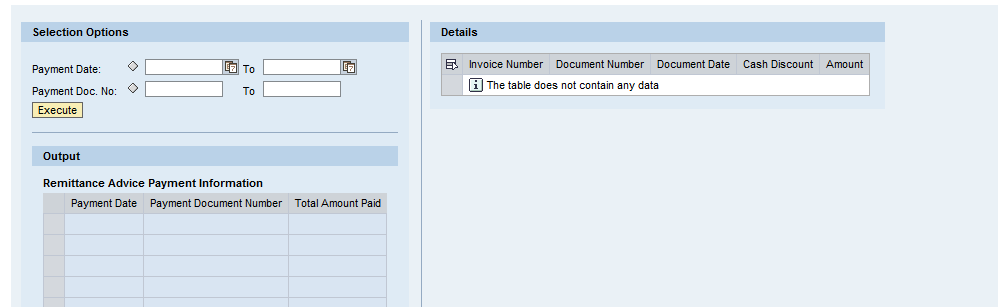 Selection Options
Payment Date: To
Payment Doc. No: To
Execute
Output
Remittance Advice Payment Information
Payment Date Payment Document Number Total Amount Paid
Details
Invoice Number Document Number Document Date Cash Discount Amount
The table does not contain any data